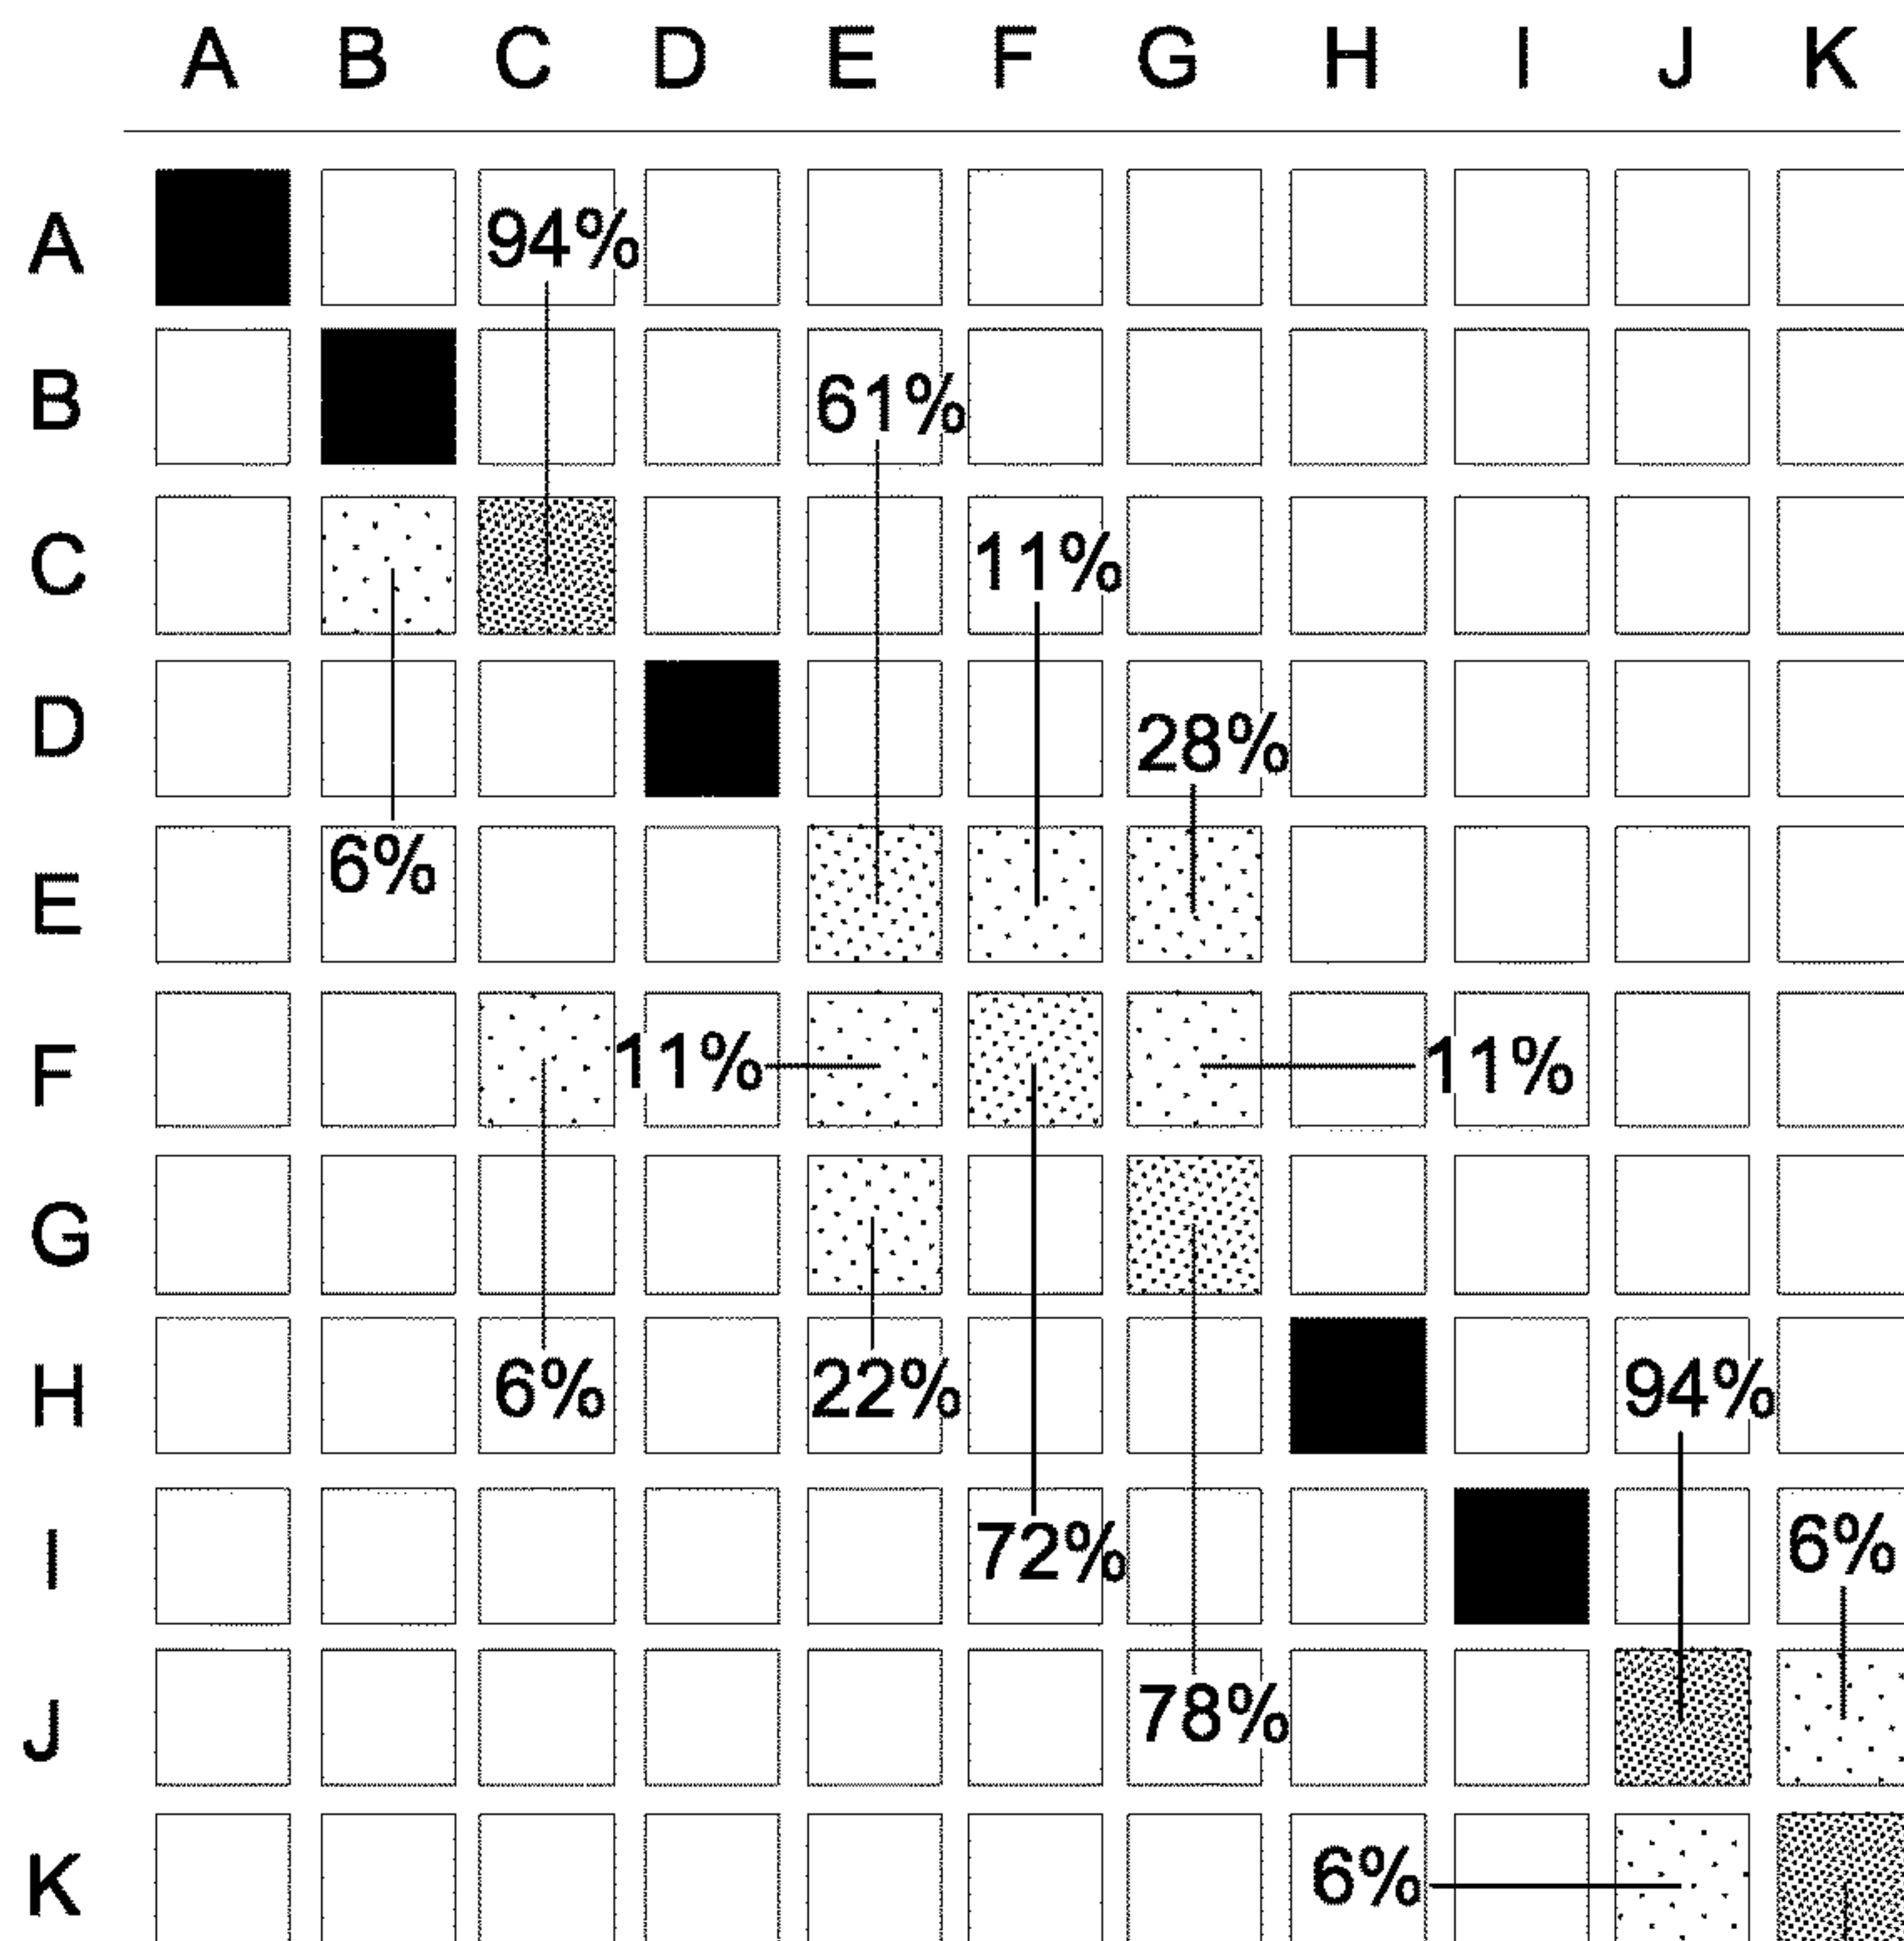 A B C D E F G H I J K
A 94%
B 61%
C 11%
D 28%
E 6%
F 11% 11%
G
H 6% 22% 94%
I 72% 6%
J 78%
K 6%